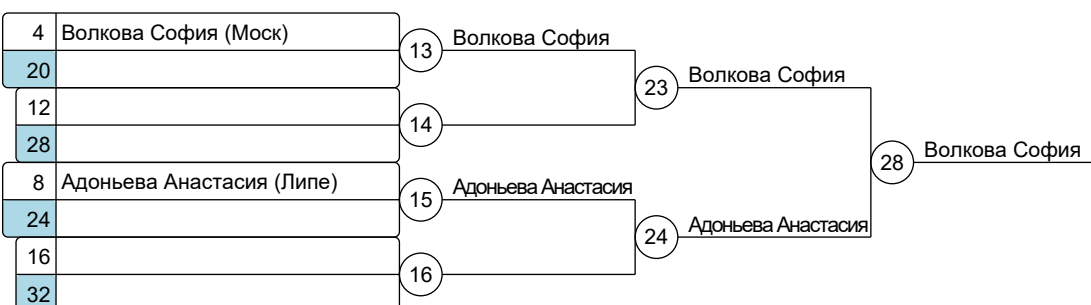 4 Волкова София (Моск)
13 Волкова София
20
23 Волкова София
12
14
28
28 Волкова София
8 Адоньева Анастасия (Липе)
15 Адоньева Анастасия
24
24 Адоньева Анастасия
16
16
32